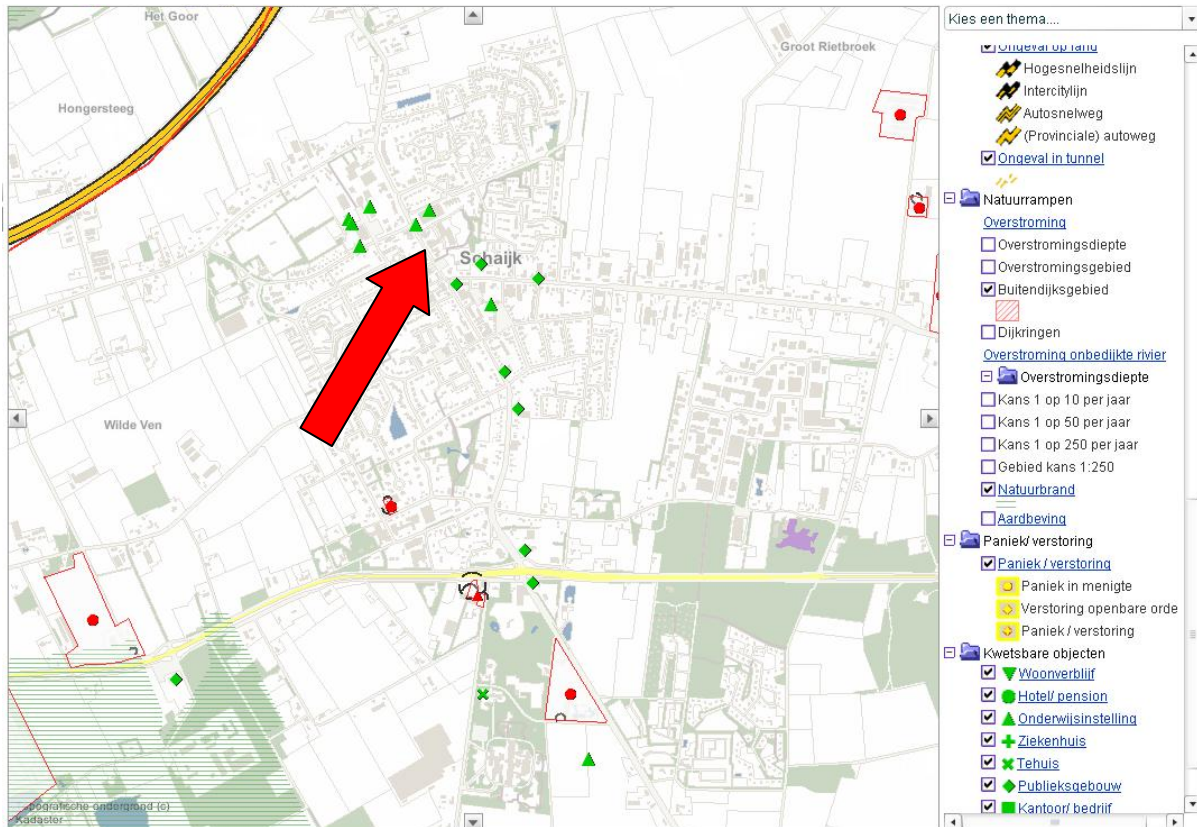 Het Goor
Groot Rietbroek
Hongersteeg
Schaijk
Wilde Ven
opografische ondergrond (c)
Kadaster
Kies een thema....
Ongeval op land
Hogesnelheidslijn
Intercitylijn
Autosnelweg
(Provinciale) autoweg
Ongeval in tunnel
Natuurrampen
Overstroming
Overstromingsdiepte
Overstromingsgebied
Buitendijksgebied
Dijkringen
Overstroming onbedijkte rivier
Overstromingsdiepte
Kans 1 op 10 per jaar
Kans 1 op 50 per jaar
Kans 1 op 250 per jaar
Gebied kans 1:250
Natuurbrand
Aardbeving
Paniek/ verstoring
Paniek / verstoring
Paniek in menigte
Verstoring openbare orde
Paniek / verstoring
Kwetsbare objecten
Woonverblijf
Hotel/ pension
Onderwijsinstelling
Ziekenhuis
Tehuis
Publieksgebouw
Kantoor/ bedrijf